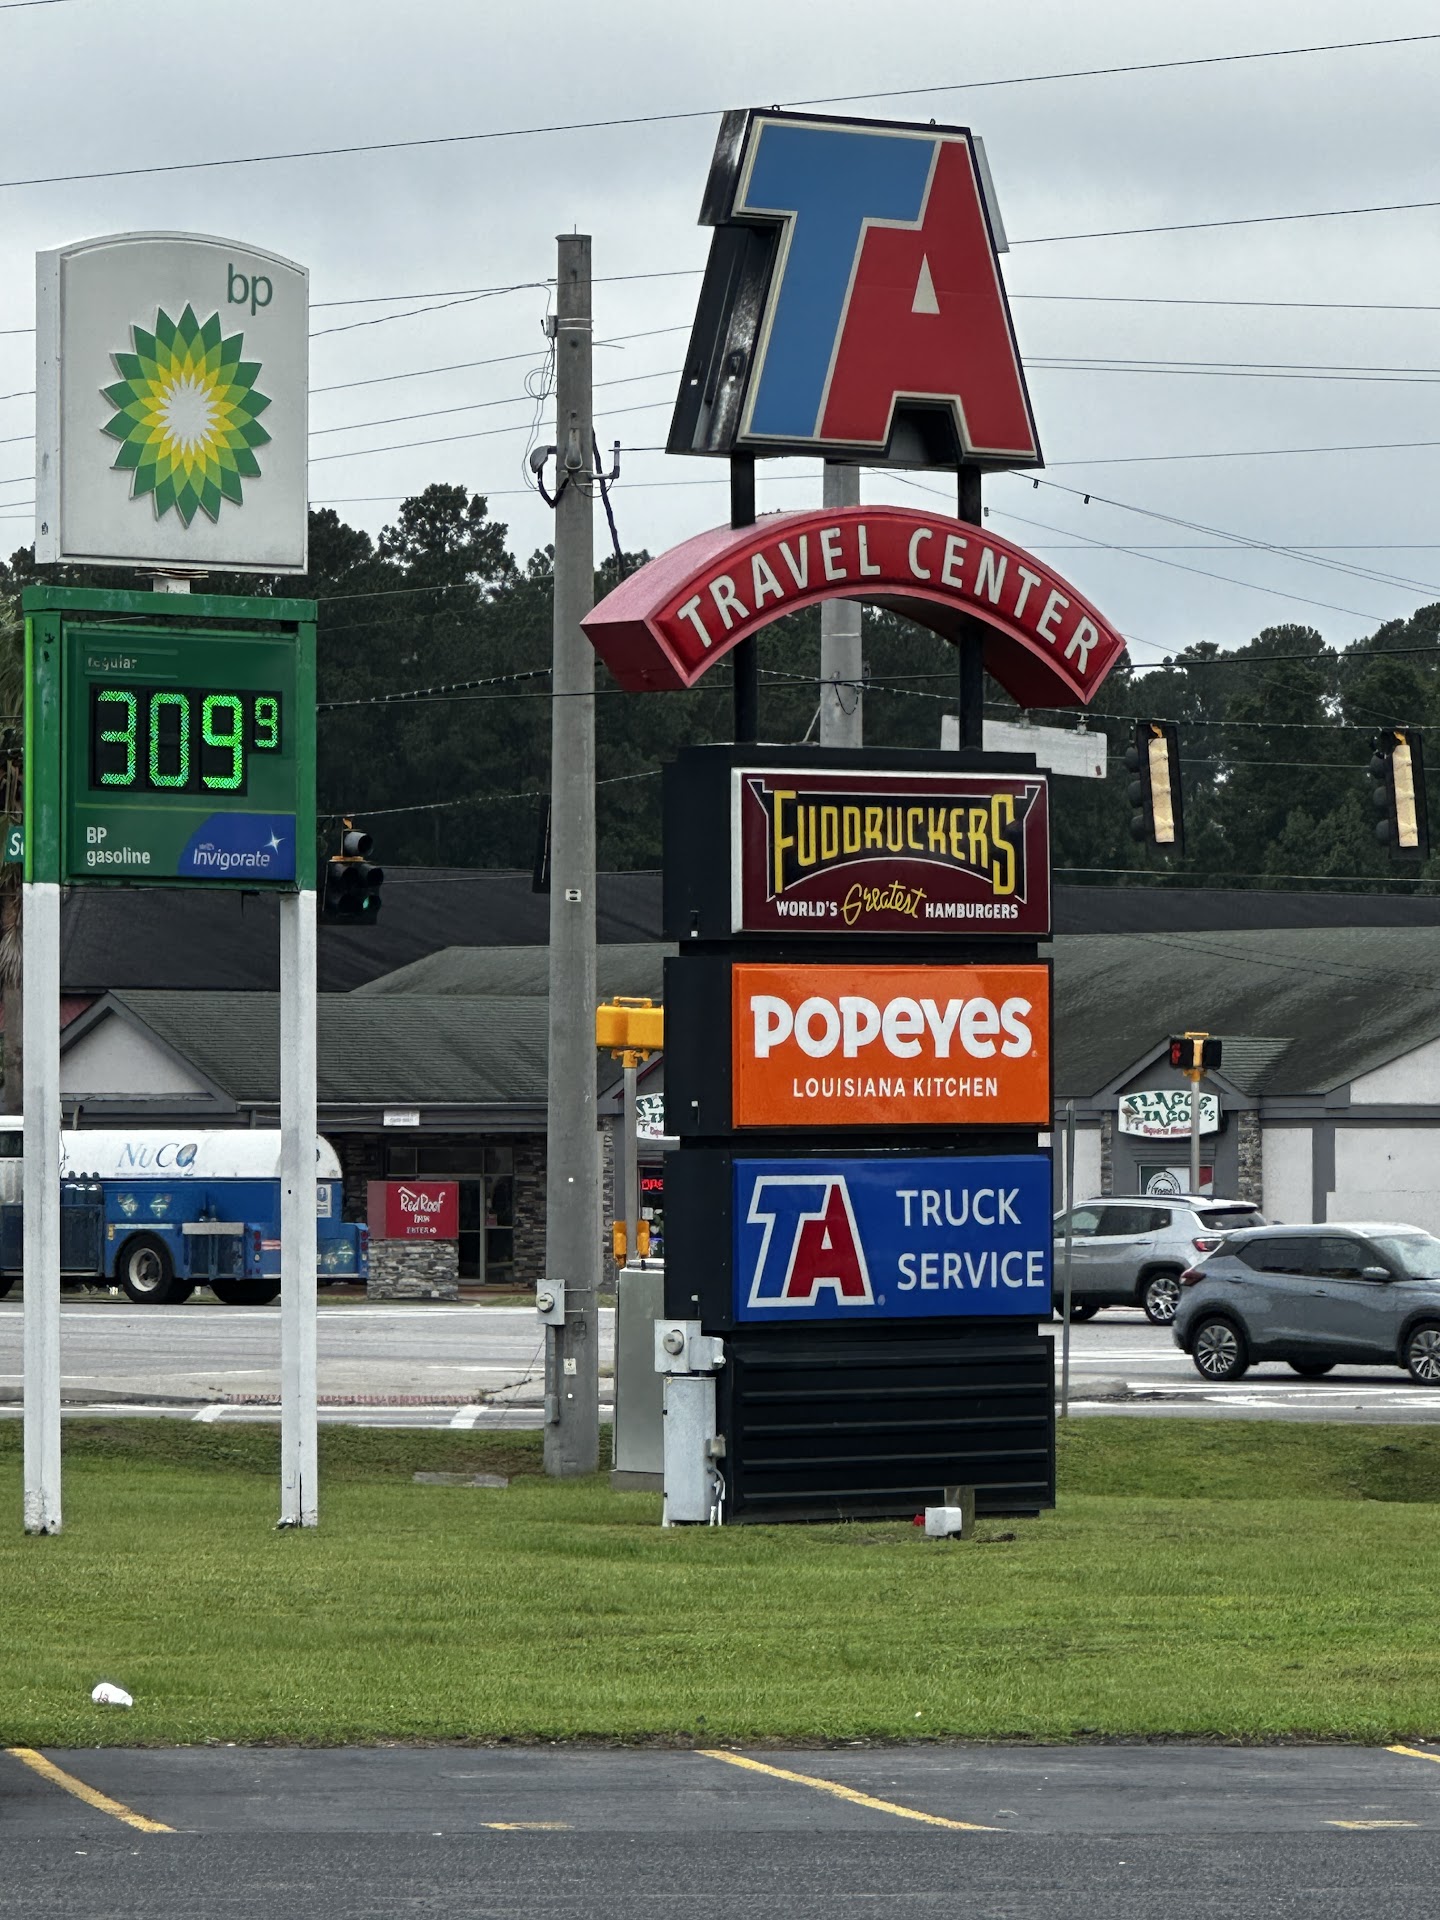 bp
regular
309 9
BP
gasoline
with
Invigorate
TA
TRAVEL CENTER
FUDDRUCKERS
WORLD'S Greatest HAMBURGERS
POPEYES
LOUISIANA KITCHEN
TA TRUCK
SERVICE
NUCO2
Red Roof
INN